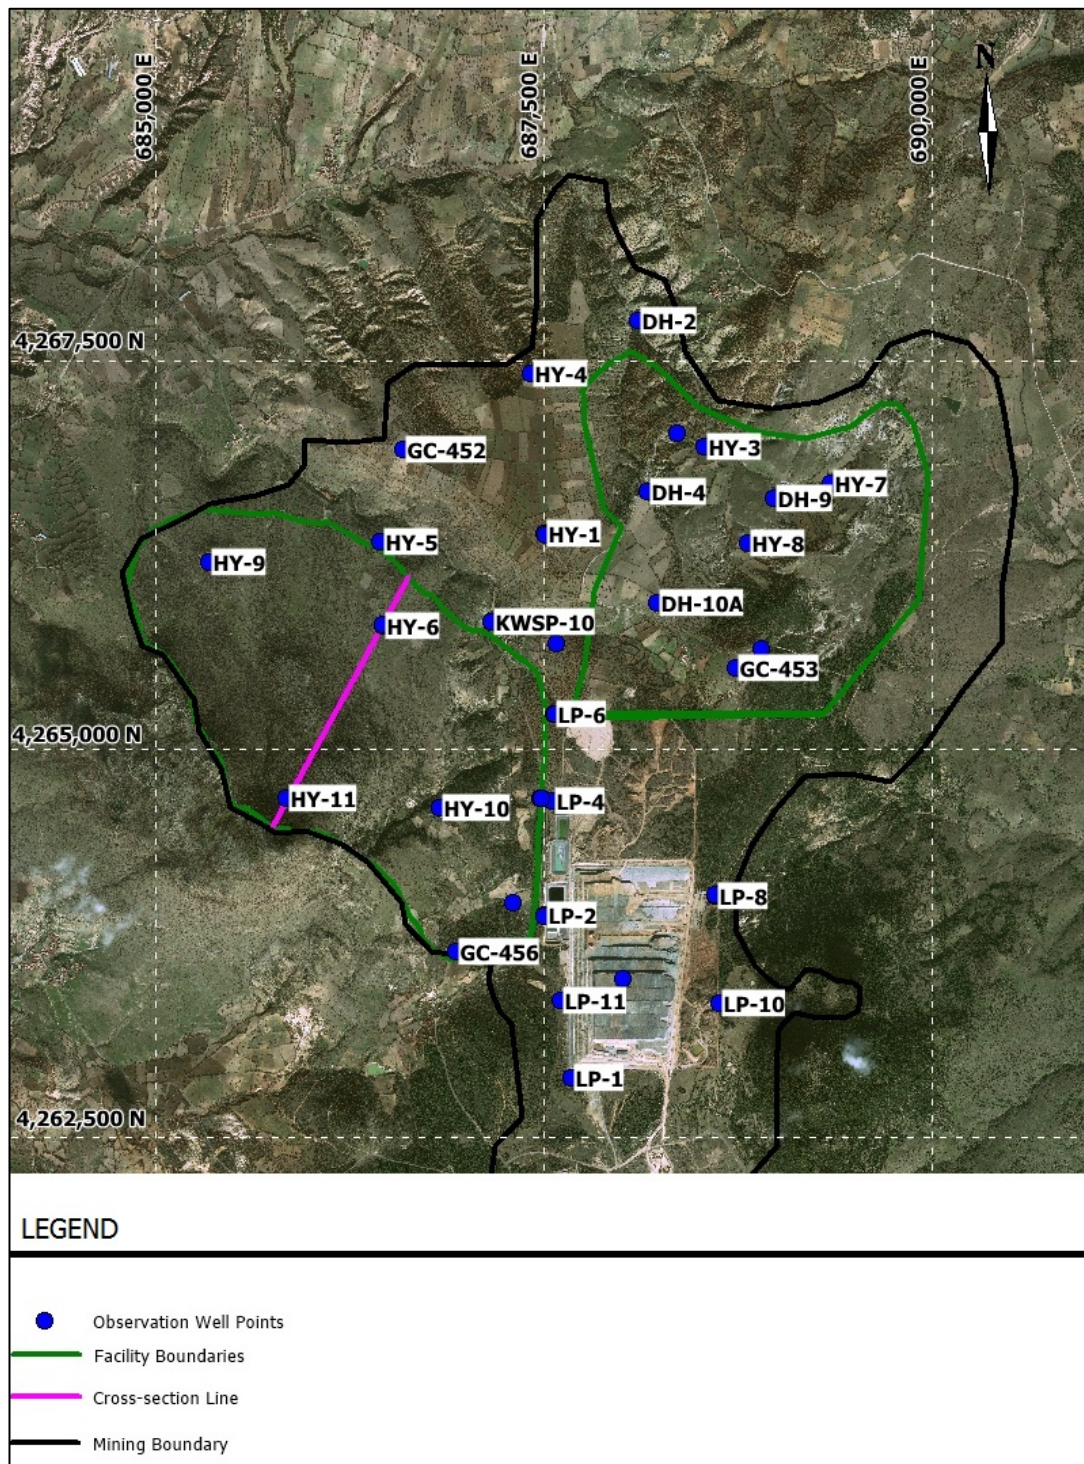 N
685,000 E
687,500 E
690,000 E
DH-2
4,267,500 N
HY-4
HY-3
GC-452
HY-7
DH-4
DH-9
HY-1
HY-5
HY-8
HY-9
DH-10A
KWSP-10
HY-6
GC-453
LP-6
4,265,000 N
HY-11
LP-4
HY-10
LP-8
LP-2
GC-456
LP-11
LP-10
LP-1
4,262,500 N
LEGEND
Observation Well Points
Facility Boundaries
Cross-section Line
Mining Boundary